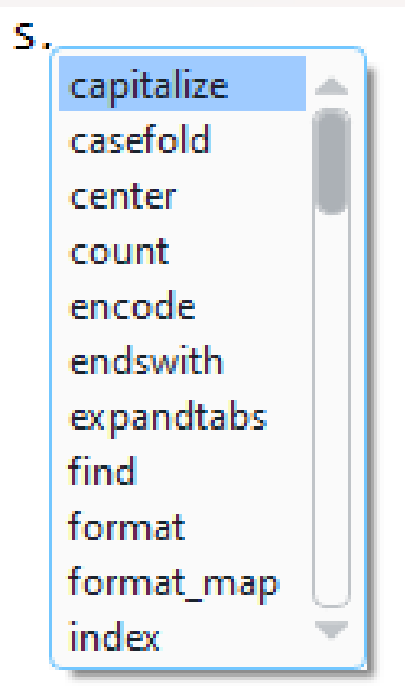 s.
capitalize
casefold
center
count
encode
endswith
expandtabs
find
format
format_map
index